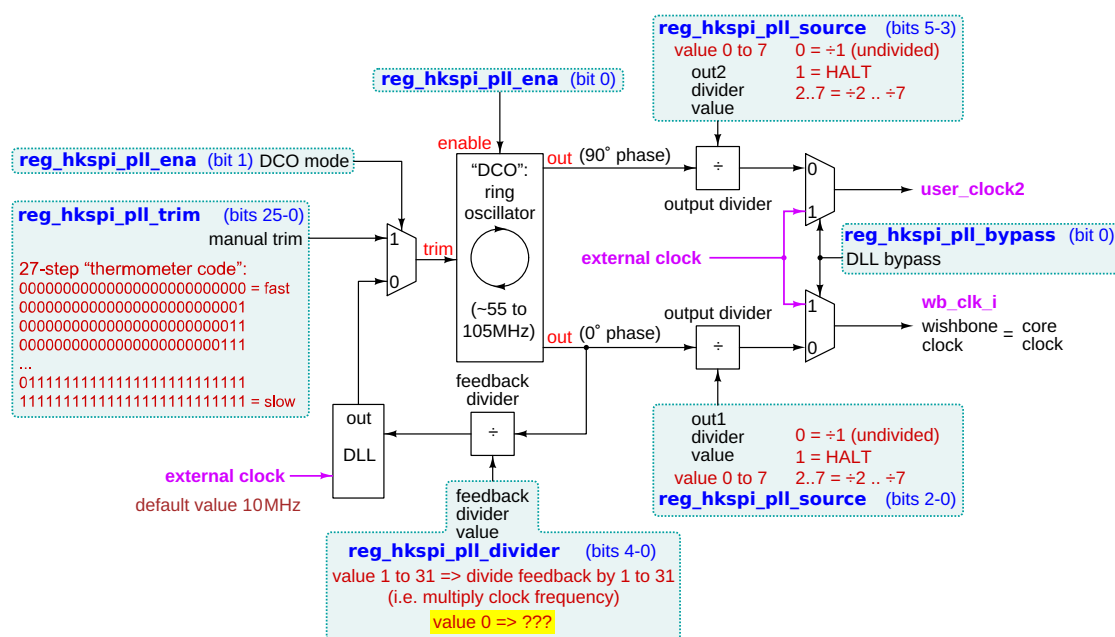 reg_hkspi_pll_source (bits 5-3)
value 0 to 7 0 = ÷1 (undivided)
out2 1 = HALT
divider 2..7 = ÷2 .. ÷7
value
reg_hkspi_pll_ena (bit 0)
enable
reg_hkspi_pll_ena (bit 1) DCO mode
"DCO":
ring
oscillator
(~55 to
105MHz)
out (90° phase)
÷
output divider
0
1
user_clock2
reg_hkspi_pll_trim (bits 25-0)
manual trim
27-step “thermometer code”:
00000000000000000000000000 = fast
00000000000000000000000001
00000000000000000000000011
00000000000000000000000111
...
01111111111111111111111111
11111111111111111111111111 = slow
1
0
trim
external clock
reg_hkspi_pll_bypass (bit 0)
DLL bypass
output divider
out (0° phase)
÷
1
0
wb_clk_i
wishbone = core
clock clock
feedback
divider
÷
out
DLL
external clock
default value 10MHz
out1
divider 0 = ÷1 (undivided)
value 1 = HALT
value 0 to 7 2..7 = ÷2 .. ÷7
reg_hkspi_pll_source (bits 2-0)
feedback
divider
value
reg_hkspi_pll_divider (bits 4-0)
value 1 to 31 => divide feedback by 1 to 31
(i.e. multiply clock frequency)
value 0 => ???